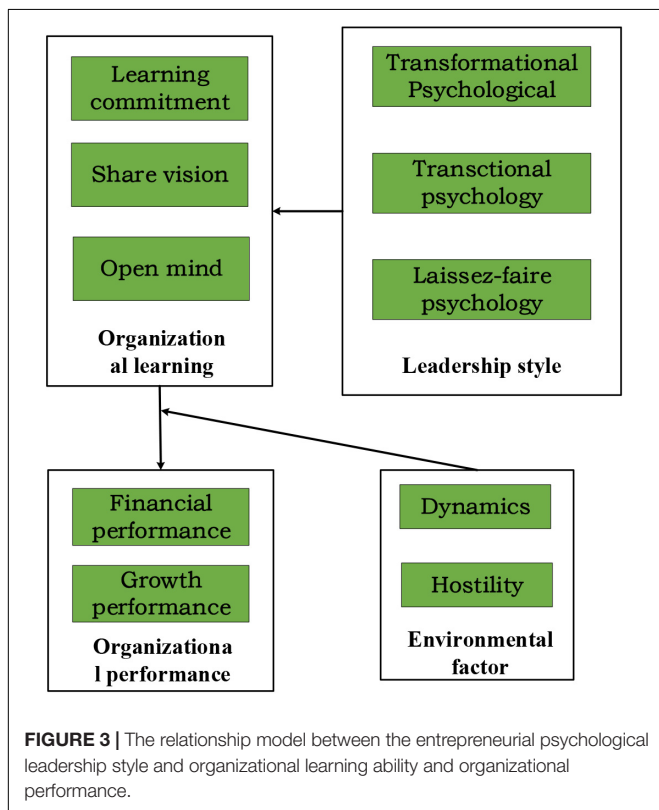 Learning
commitment
Share vision
Open mind
Organization
al learning
Transformational
Psychological
Transctional
psychology
Laissez-faire
psychology
Leadership style
Financial
performance
Growth
performance
Organizationa
l performance
Dynamics
Hostility
Environmental
factor
FIGURE 3 | The relationship model between the entrepreneurial psychological
leadership style and organizational learning ability and organizational
performance.